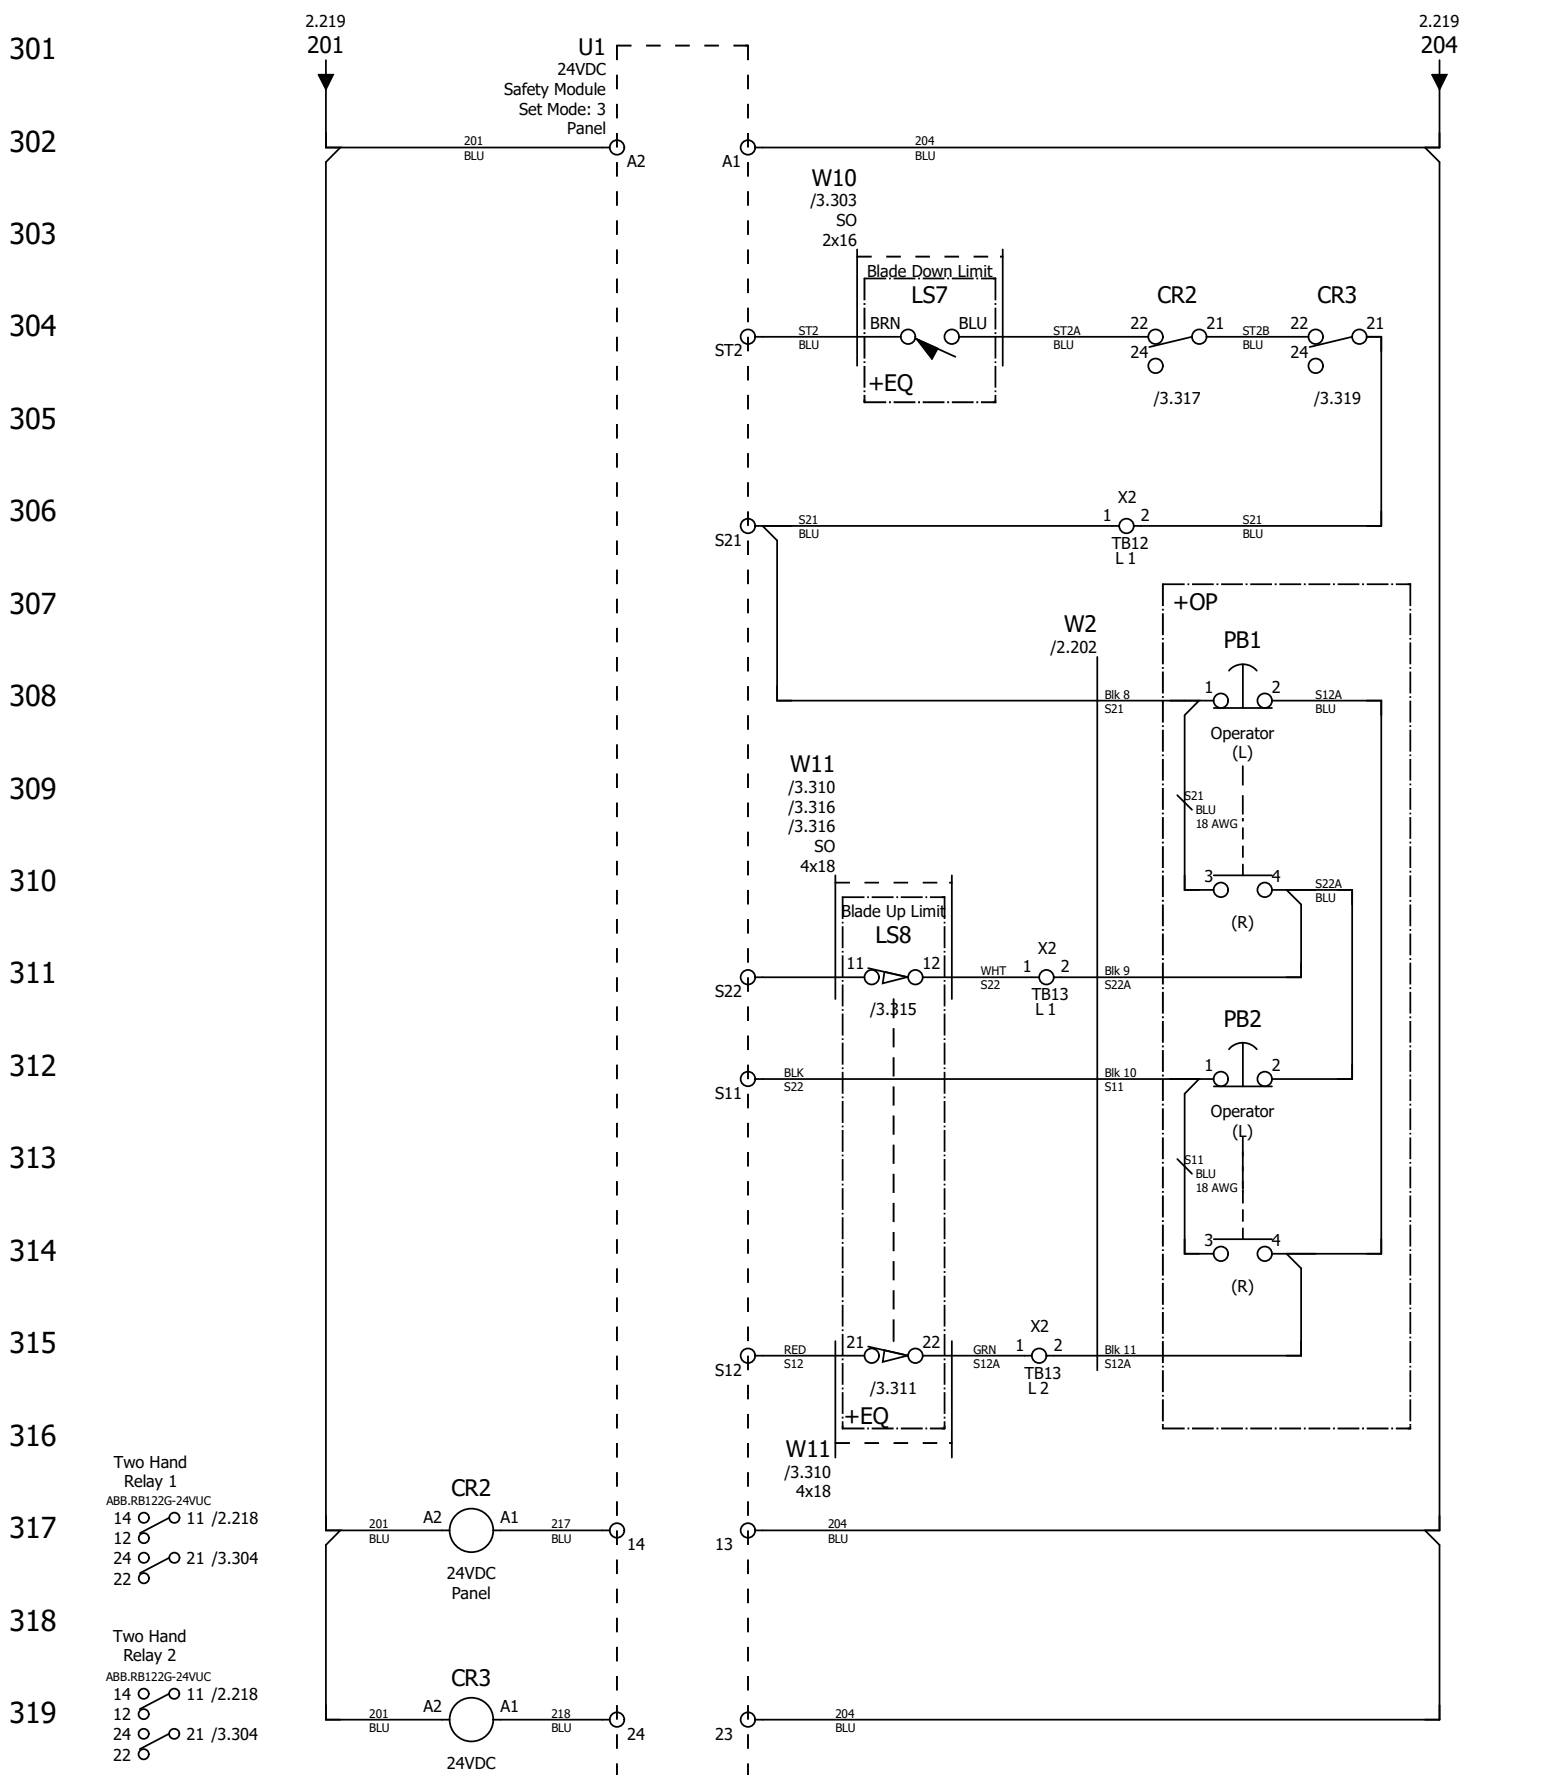 2.219
201
2.219
204
301
U1
24VDC
Safety Module
Set Mode: 3
Panel
302
201
BLU
A2
A1
204
BLU
W10
/3.303
SO
2x16
303
Blade Down Limit
LS7
CR2
CR3
304
ST2
ST2
BLU
BRN
BLU
ST2A
BLU
22
21
24
ST2B
BLU
22
21
24
+EQ
/3.317
/3.319
305
306
S21
S21
BLU
X2
1 2
TB12
L 1
S21
BLU
307
+OP
W2
/2.202
PB1
308
Blk 8
S21
1 2
S12A
BLU
Operator
(L)
W11
/3.310
/3.316
/3.316
SO
4x18
309
S21
BLU
18 AWG
310
3 4
S22A
BLU
(R)
Blade Up Limit
LS8
311
S22
11 12
/3.315
WHT
S22
X2
1 2
TB13
L 1
Blk 9
S22A
PB2
312
S11
BLK
S22
Blk 10
S11
1 2
Operator
(L)
313
S11
BLU
18 AWG
314
3 4
(R)
315
S12
RED
S12
21 22
/3.311
GRN
S12A
X2
1 2
TB13
L 2
Blk 11
S12A
+EQ
316
W11
/3.310
4x18
Two Hand
Relay 1
ABB.RB122G-24VUC
14 11 /2.218
12
24 21 /3.304
22
317
201
BLU
CR2
A2 A1
24VDC
Panel
217
BLU
14
13
204
BLU
318
Two Hand
Relay 2
ABB.RB122G-24VUC
14 11 /2.218
12
24 21 /3.304
22
319
201
BLU
CR3
A2 A1
24VDC
218
BLU
24
23
204
BLU